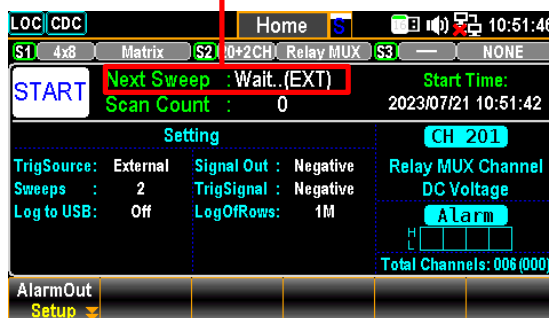 LOC CDC Home S 10:51:46
S1 4x8 Matrix S2 20+2CH Relay MUX S3 — NONE
START
Next Sweep : Wait..(EXT)
Scan Count : 0
Start Time:
2023/07/21 10:51:42
Setting
TrigSource: External Signal Out : Negative
Sweeps : 2 TrigSignal : Negative
Log to USB: Off LogOfRows: 1M
CH 201
Relay MUX Channel
DC Voltage
Alarm
H
L
Total Channels: 006 (000)
AlarmOut
Setup